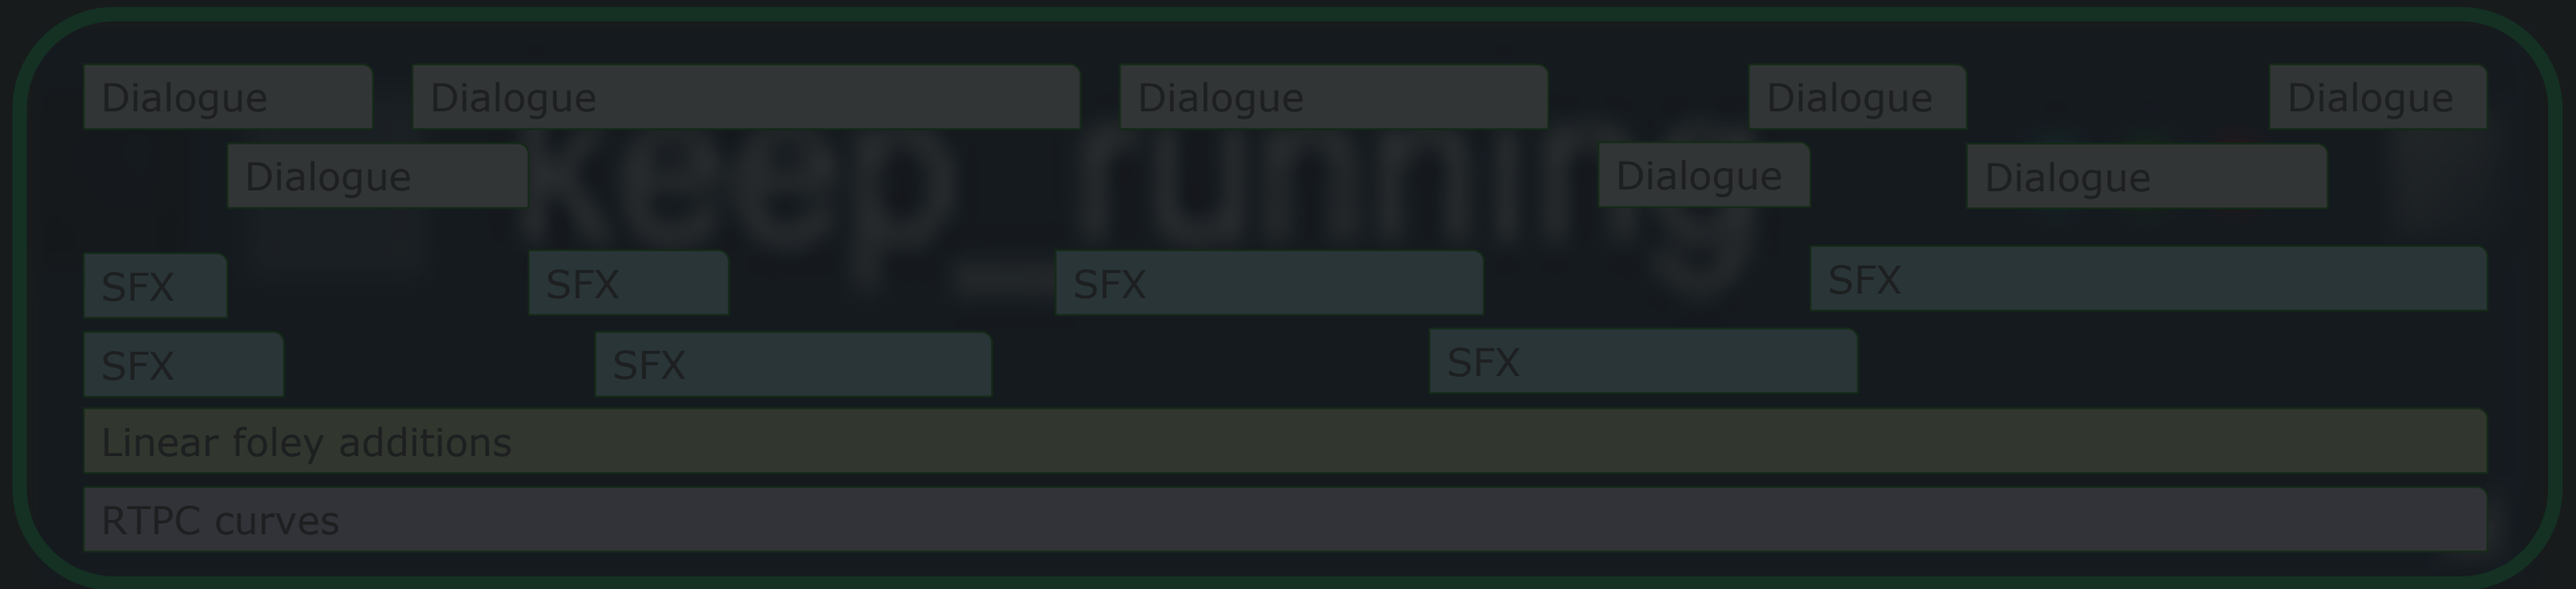 Dialogue Dialogue Dialogue Dialogue Dialogue
Dialogue keep_running Dialogue Dialogue
SFX SFX SFX SFX
SFX SFX SFX
Linear foley additions
RTPC curves